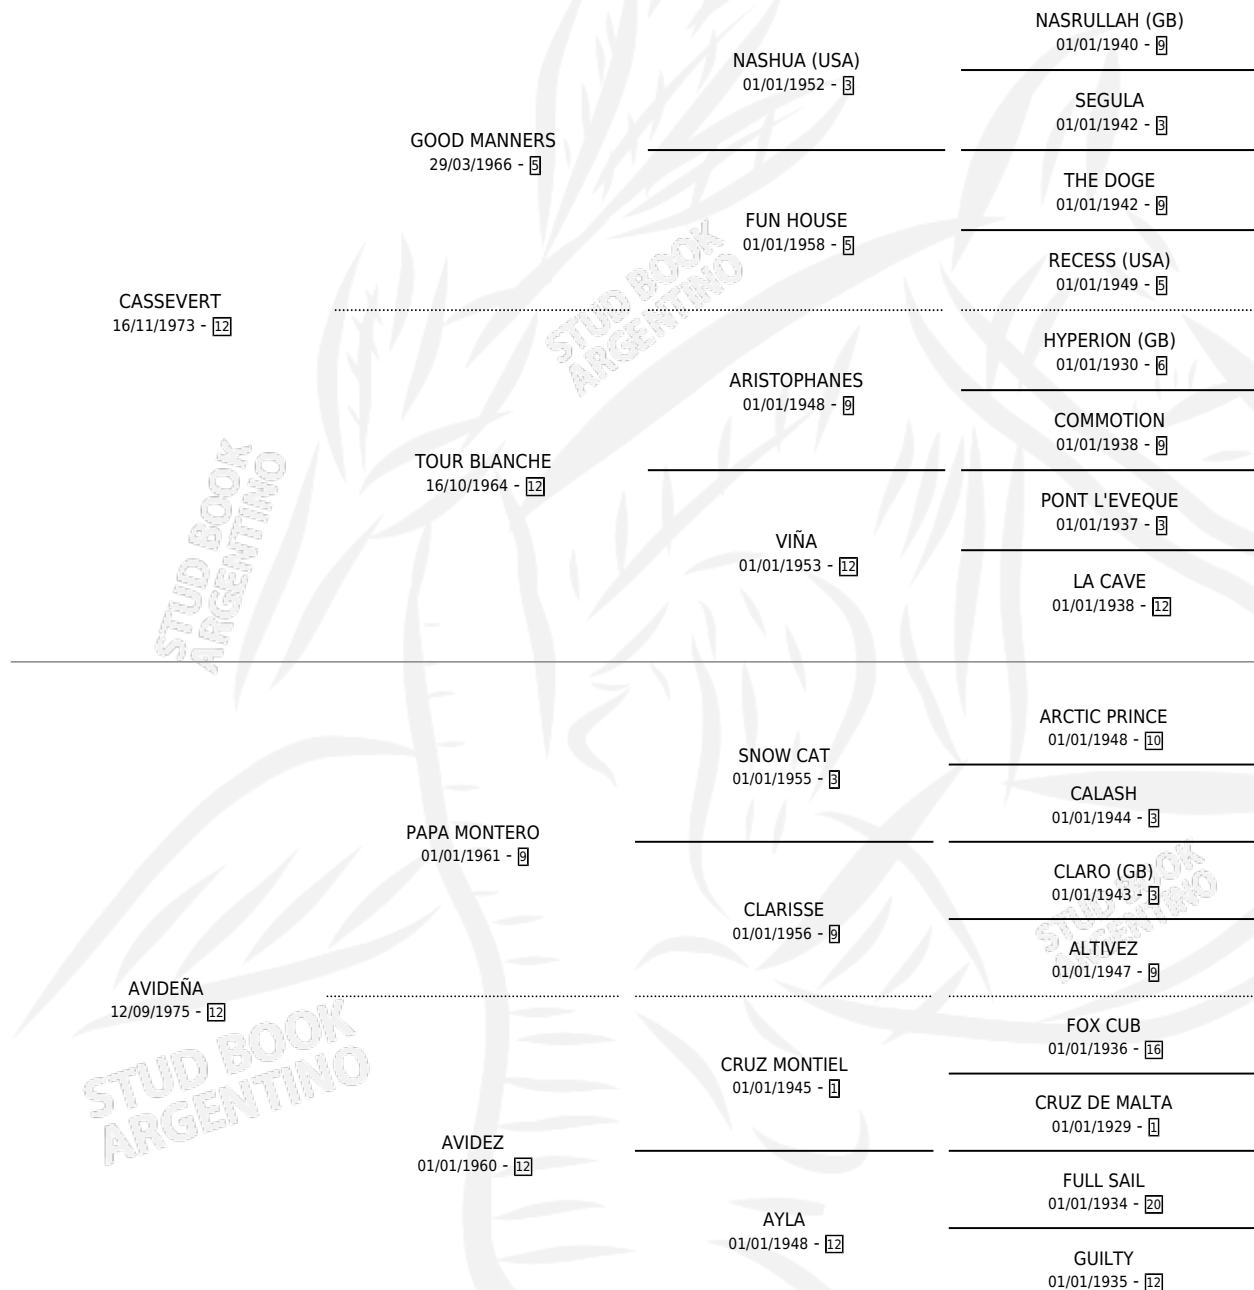 CASSEVERT
16/11/1973 - 12
GOOD MANNERS
29/03/1966 - 5
TOUR BLANCHE
16/10/1964 - 12
NASHUA (USA)
01/01/1952 - 3
FUN HOUSE
01/01/1958 - 5
ARISTOPHANES
01/01/1948 - 9
VIÑA
01/01/1953 - 12
NASRULLAH (GB)
01/01/1940 - 9
SEGULA
01/01/1942 - 3
THE DOGE
01/01/1942 - 9
RECESS (USA)
01/01/1949 - 5
HYPERION (GB)
01/01/1930 - 6
COMMOTION
01/01/1938 - 9
PONT L'EVEQUE
01/01/1937 - 3
LA CAVE
01/01/1938 - 12
AVIDEÑA
12/09/1975 - 12
PAPA MONTERO
01/01/1961 - 9
AVIDEZ
01/01/1960 - 12
SNOW CAT
01/01/1955 - 3
CLARISSE
01/01/1956 - 9
CRUZ MONTIEL
01/01/1945 - 1
AYLA
01/01/1948 - 12
ARCTIC PRINCE
01/01/1948 - 10
CALASH
01/01/1944 - 3
CLARO (GB)
01/01/1943 - 3
ALTIVEZ
01/01/1947 - 9
FOX CUB
01/01/1936 - 16
CRUZ DE MALTA
01/01/1929 - 1
FULL SAIL
01/01/1934 - 20
GUILTY
01/01/1935 - 12
STUD BOOK
ARGENTINO
STUD BOOK
ARGENTINO
STUD BOOK
ARGENTINO
STUD BOOK
ARGENTINO